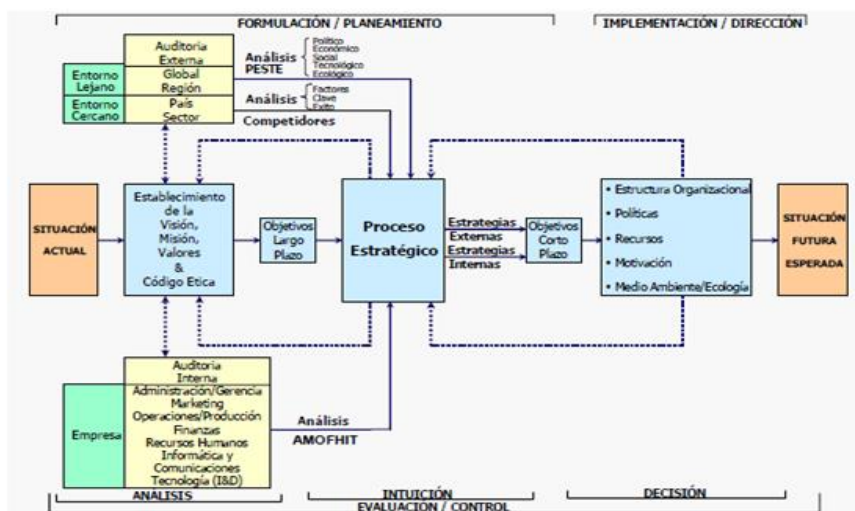 FORMULACIÓN / PLANEAMIENTO
IMPLEMENTACIÓN / DIRECCIÓN
Auditoria
Externa
Entorno
Lejano
Global
Región
Entorno
Cercano
País
Sector
Análisis
PESTE
Político
Económico
Social
Tecnológico
Ecológico
Análisis
Factores
Clave
Exito
Competidores
SITUACIÓN
ACTUAL
Establecimiento
de la
Visión,
Misión,
Valores
&
Código Etica
Objetivos
Largo
Plazo
Proceso
Estratégico
Estrategias
Externas
Estrategias
Internas
Objetivos
Corto
Plazo
• Estructura Organizacional
• Políticas
• Recursos
• Motivación
• Medio Ambiente/Ecología
SITUACIÓN
FUTURA
ESPERADA
Auditoria
Interna
Empresa
Administración/Gerencia
Marketing
Operaciones/Producción
Finanzas
Recursos Humanos
Informática y
Comunicaciones
Tecnología (I&D)
Análisis
AMOFHIT
ANÁLISIS
INTUICIÓN
DECISIÓN
EVALUACIÓN / CONTROL